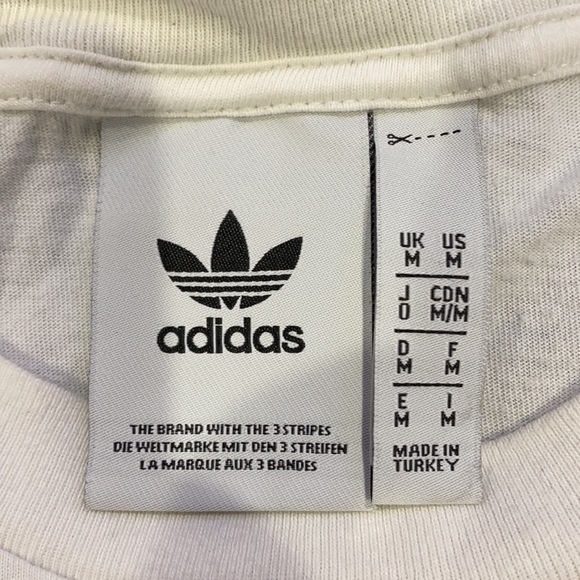 adidas
THE BRAND WITH THE 3 STRIPES
DIE WELTMARKE MIT DEN 3 STREIFEN
LA MARQUE AUX 3 BANDES
UK US
M M
J CDN
O M/M
D F
M M
E I
M M
MADE IN
TURKEY